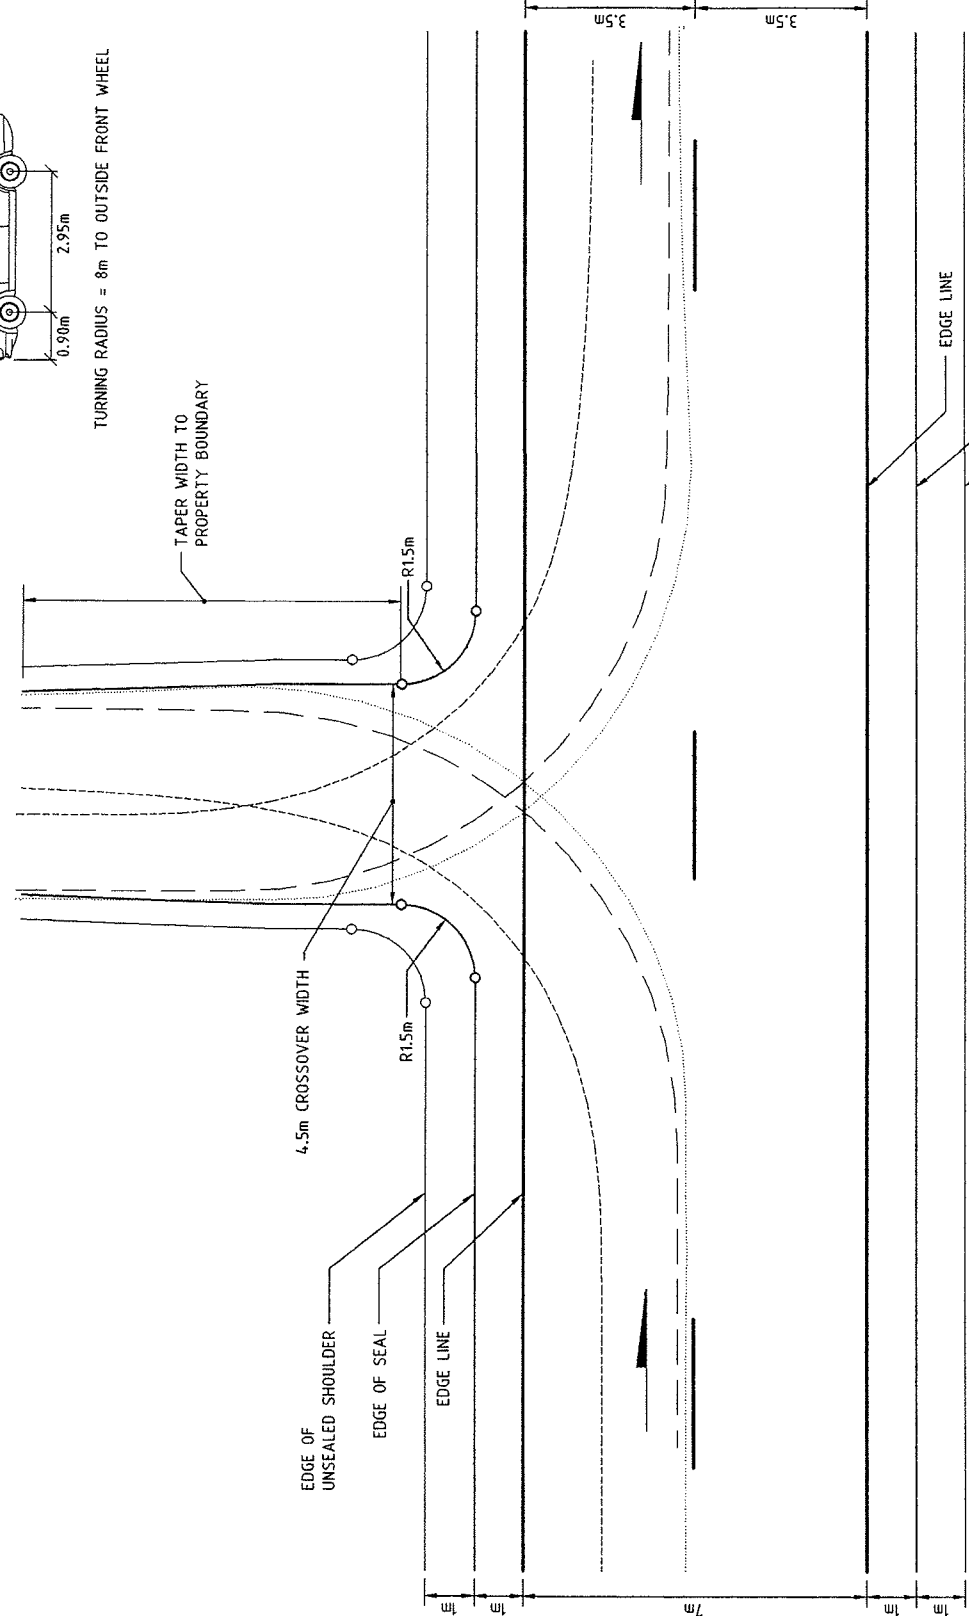 3.5m
3.5m
0.90m
2.95m
TURNING RADIUS = 8m TO OUTSIDE FRONT WHEEL
TAPER WIDTH TO
PROPERTY BOUNDARY
R1.5m
EDGE LINE
4.5m CROSSOVER WIDTH
R1.5m
EDGE OF
UNSEALED SHOULDER
EDGE OF SEAL
EDGE LINE
1m
1m
7m
1m
1m